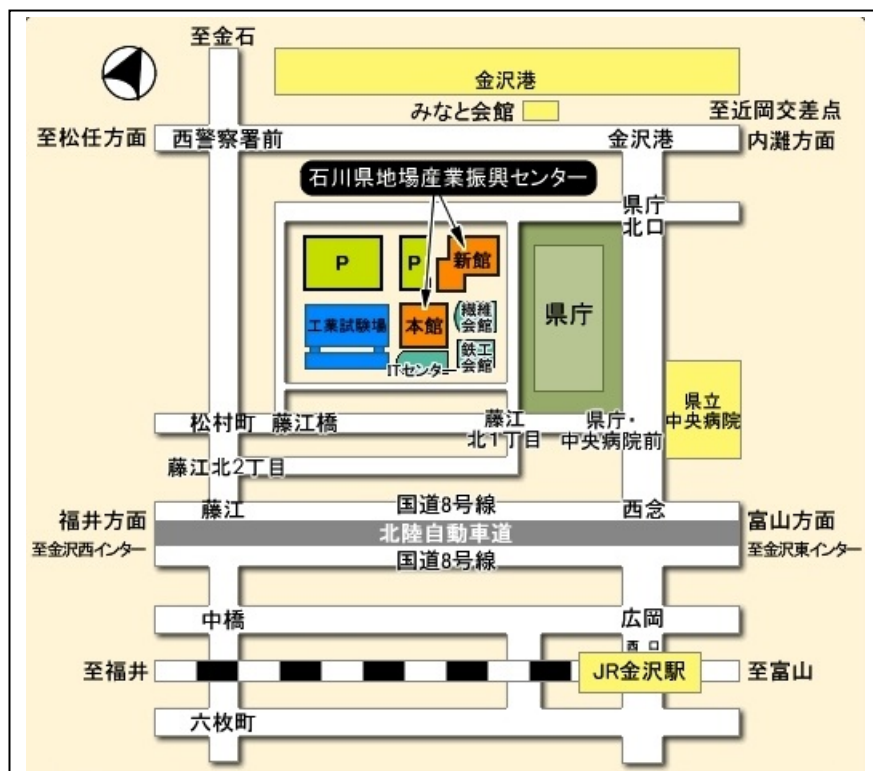 至金石
金沢港
みなと会館
至近岡交差点
至松任方面
西警察署前
金沢港
内灘方面
石川県地場産業振興センター
県庁
北口
P
P
新館
工業試験場
本館
繊維
会館
県庁
ITセンター
鉄工
会館
県立
中央病院
松村町
藤江橋
藤江
北1丁目
県庁・
中央病院前
藤江北2丁目
福井方面
藤江
国道8号線
西念
富山方面
至金沢西インター
北陸自動車道
至金沢東インター
国道8号線
中橋
広岡
西口
至福井
JR金沢駅
至富山
六枚町